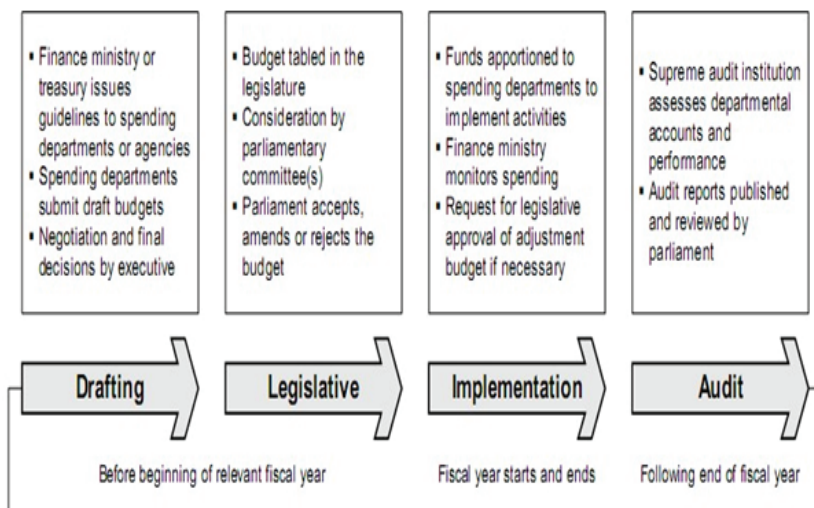 ▪ Finance ministry or
treasury issues
guidelines to spending
departments or agencies
▪ Spending departments
submit draft budgets
▪ Negotiation and final
decisions by executive
▪ Budget tabled in the
legislature
▪ Consideration by
parliamentary
committee(s)
▪ Parliament accepts,
amends or rejects the
budget
▪ Funds apportioned to
spending departments to
implement activities
▪ Finance ministry
monitors spending
▪ Request for legislative
approval of adjustment
budget if necessary
▪ Supreme audit institution
assesses departmental
accounts and
performance
▪ Audit reports published
and reviewed by
parliament
Drafting
Legislative
Implementation
Audit
Before beginning of relevant fiscal year
Fiscal year starts and ends
Following end of fiscal year